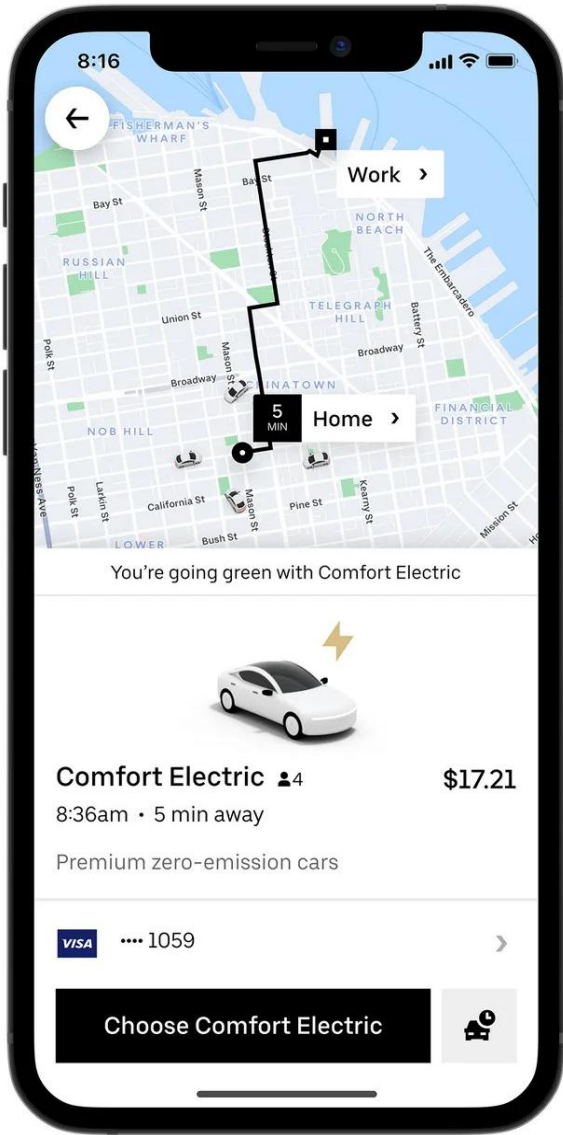 8:16
FISHERMAN'S
WHARF
Work ›
Bay St
Mason St
Bay St
NORTH
BEACH
RUSSIAN
HILL
The Embarcadero
TELEGRAPH
HILL
Union St
Battery St
Polk St
Mason St
Broadway
Broadway
CHINATOWN
5
MIN
Home ›
FINANCIAL
DISTRICT
NOB HILL
Van Ness Ave
Polk St
Larkin St
California St
Mason St
Pine St
Kearny St
Mission St
Bush St
LOWER
You're going green with Comfort Electric
Comfort Electric 4
$17.21
8:36am • 5 min away
Premium zero-emission cars
VISA •••• 1059 ›
Choose Comfort Electric